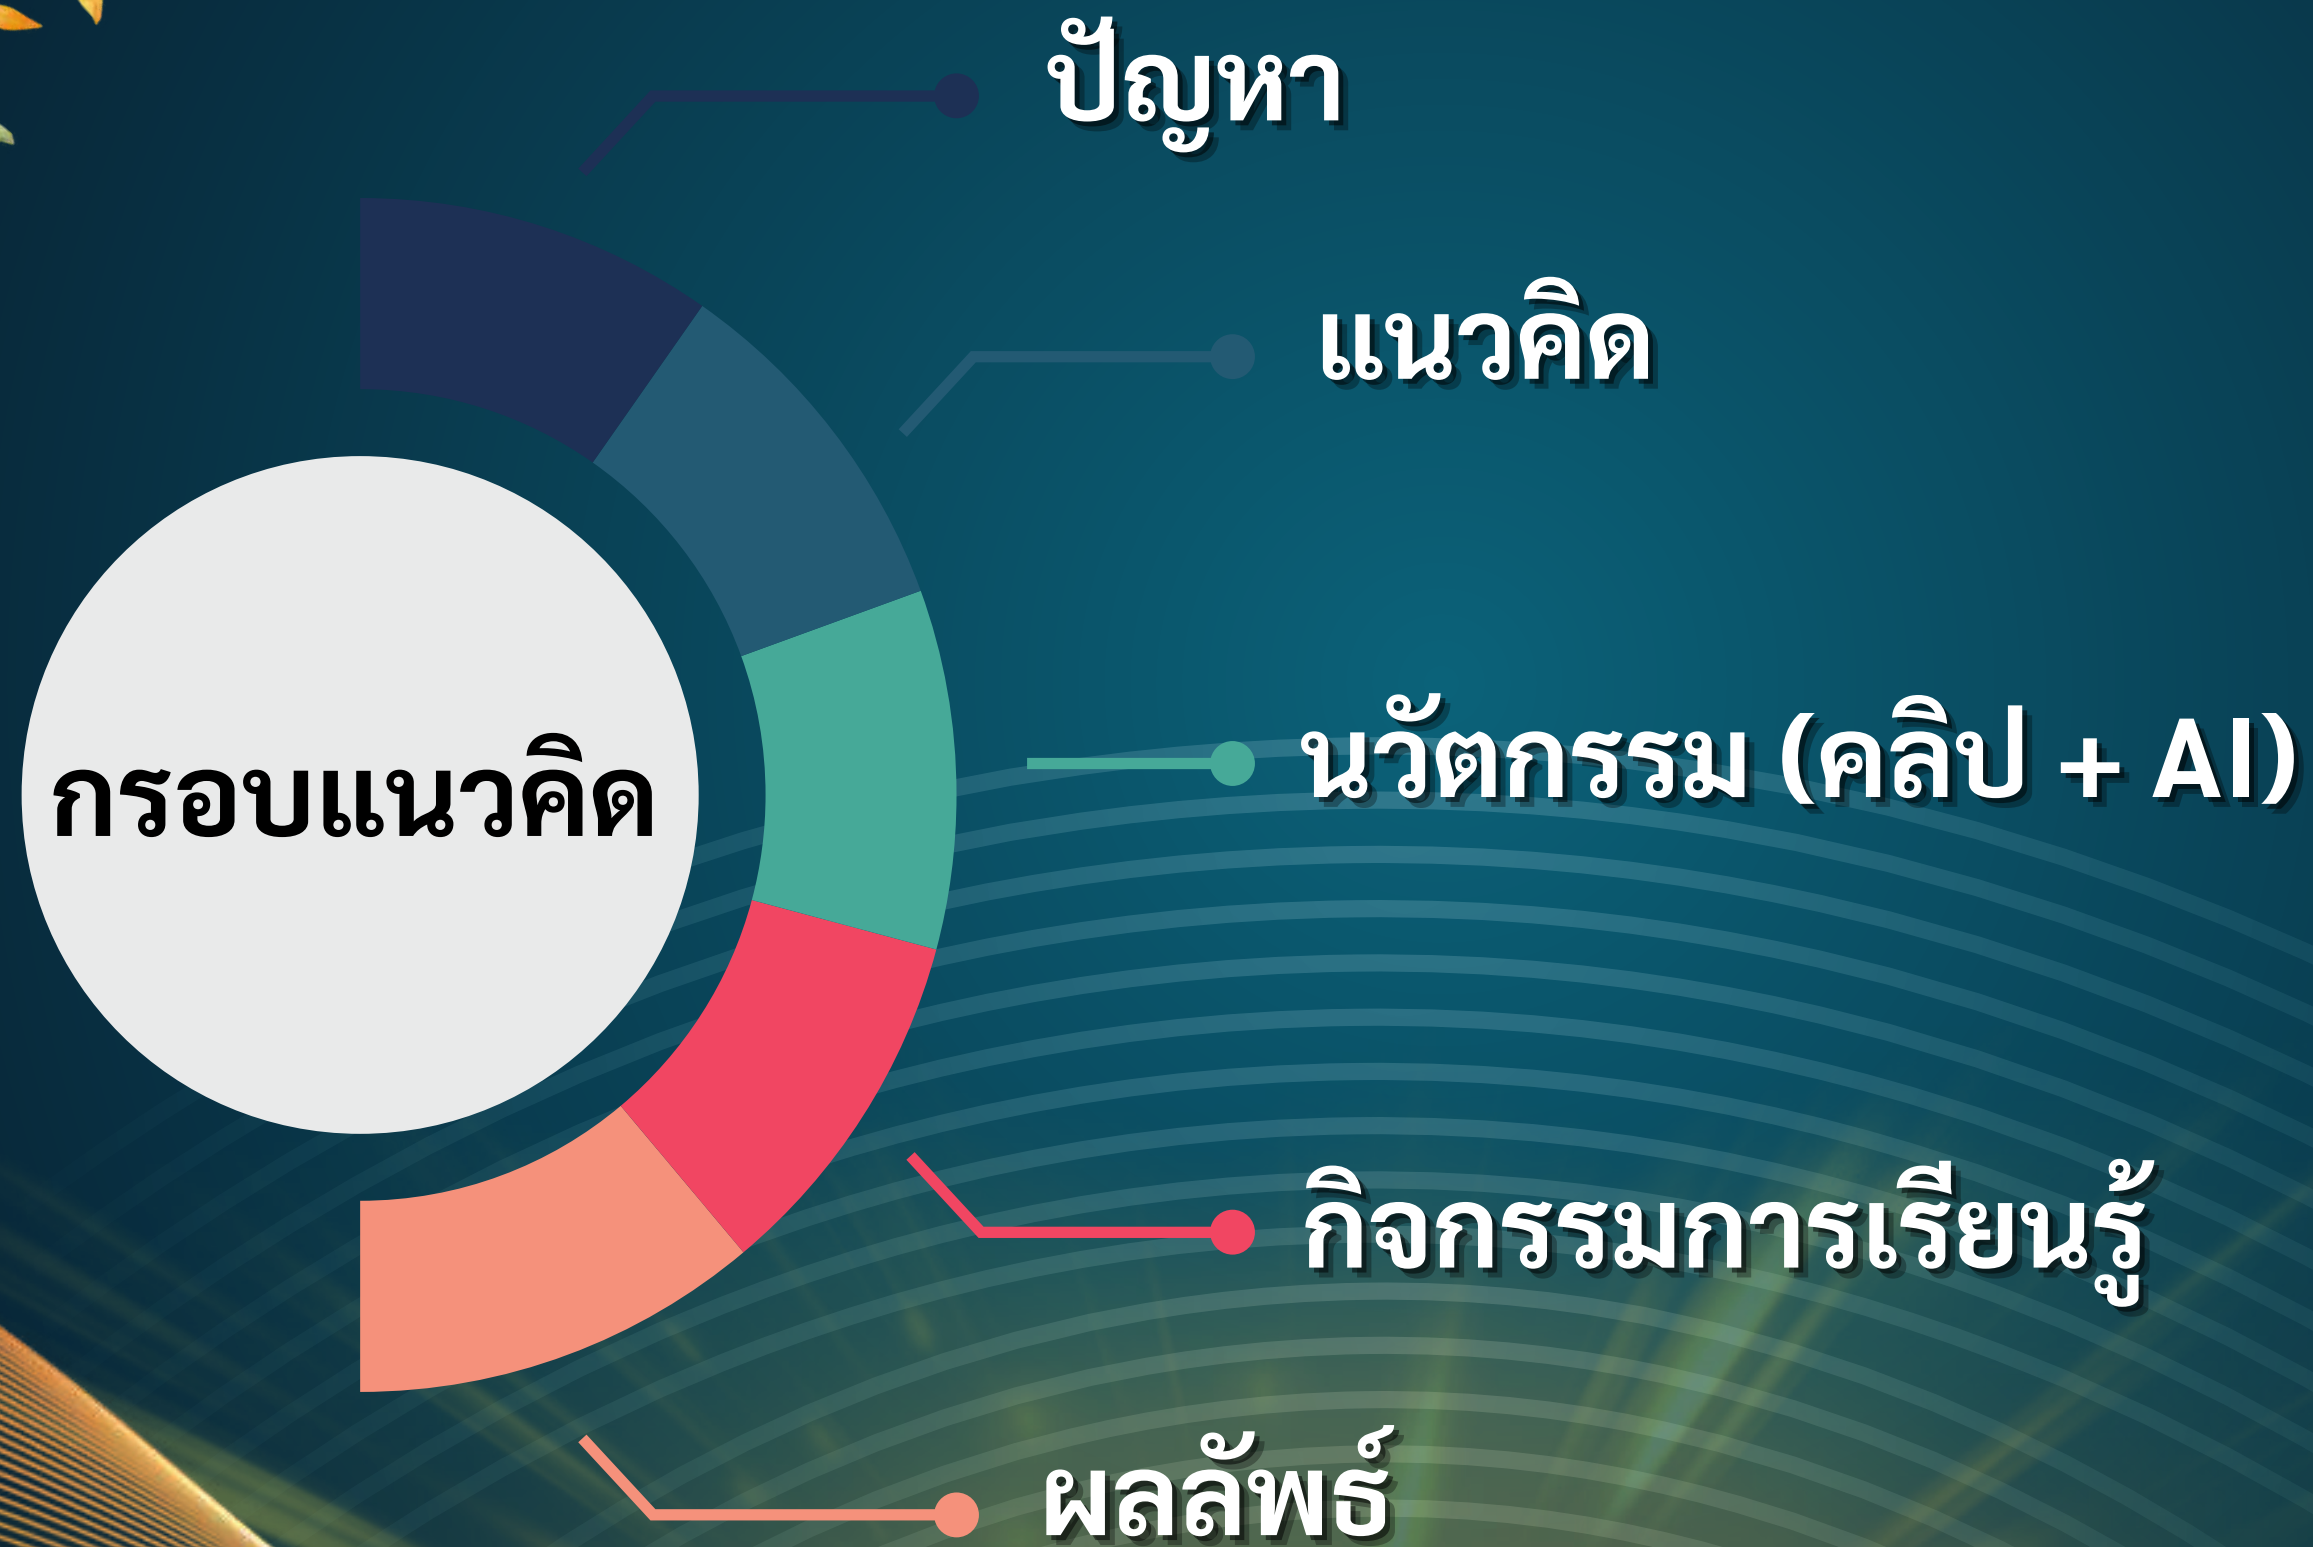 ปัญหา
แนวคิด
นวัตกรรม (คลิป + AI)
กรอบแนวคิด
กิจกรรมการเรียนรู้
ผลลัพธ์